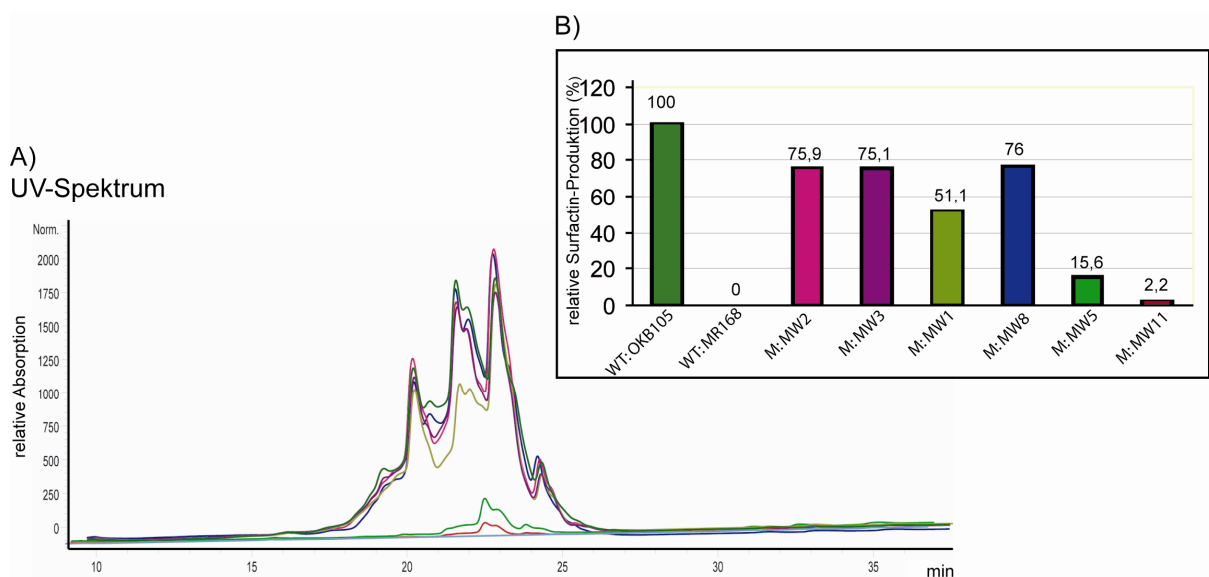 A)
UV-Spektrum
relative Absorption
Norm.
2000
1750
1500
1250
1000
750
500
250
0
10
15
20
25
30
35
min
B)
relative Surfactin-Produktion (%)
120
100
80
60
40
20
0
100
0
75,9
75,1
51,1
76
15,6
2,2
WT:OKB105
WT:MR168
M:MW2
M:MW3
M:MW1
M:MW8
M:MW5
M:MW11